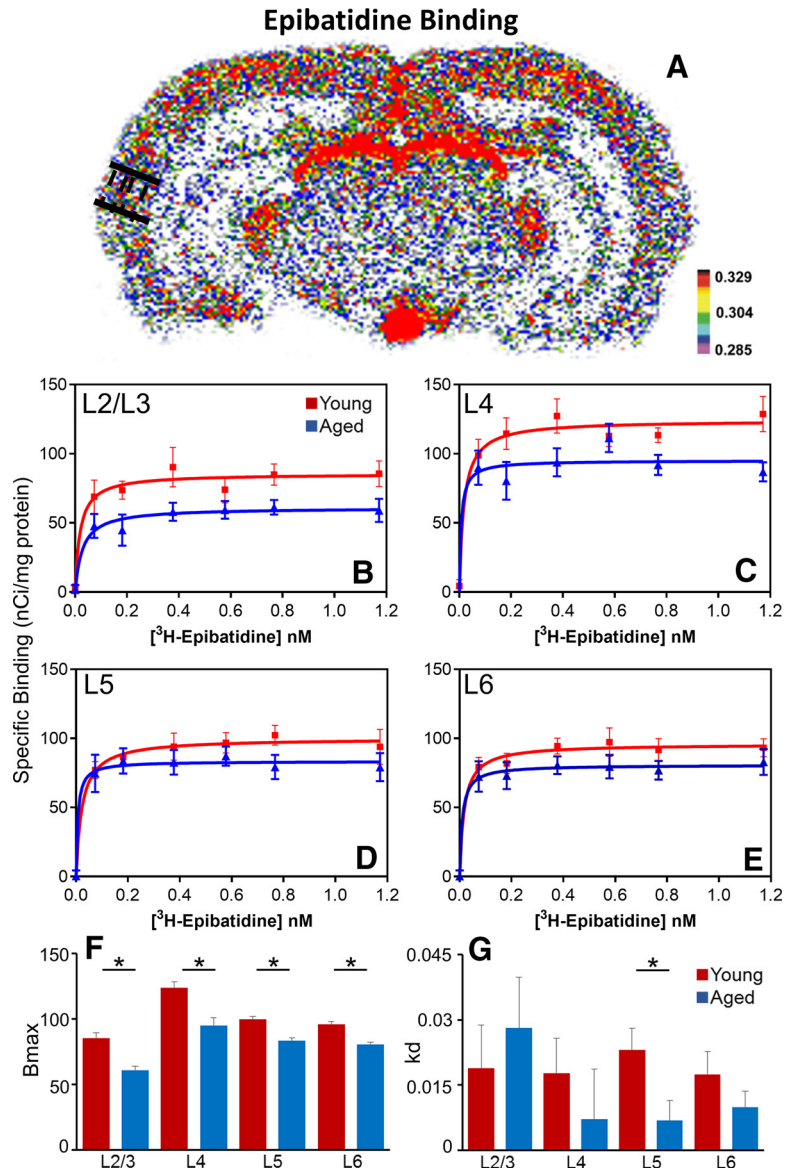 Epibatidine Binding
A
0.329
0.304
0.285
Specific Binding (nCi/mg protein)
L2/L3
Young
Aged
150
100
50
0
0.0 0.2 0.4 0.6 0.8 1.0 1.2
[³H-Epibatidine] nM
B
L4
150
100
50
0
0.0 0.2 0.4 0.6 0.8 1.0 1.2
[³H-Epibatidine] nM
C
L5
150
100
50
0
0.0 0.2 0.4 0.6 0.8 1.0 1.2
[³H-Epibatidine] nM
D
L6
150
100
50
0
0.0 0.2 0.4 0.6 0.8 1.0 1.2
[³H-Epibatidine] nM
E
F
Bmax
150
100
50
0
* * * *
L2/3 L4 L5 L6
G
kd
0.045
0.03
0.015
0
*
Young
Aged
L2/3 L4 L5 L6